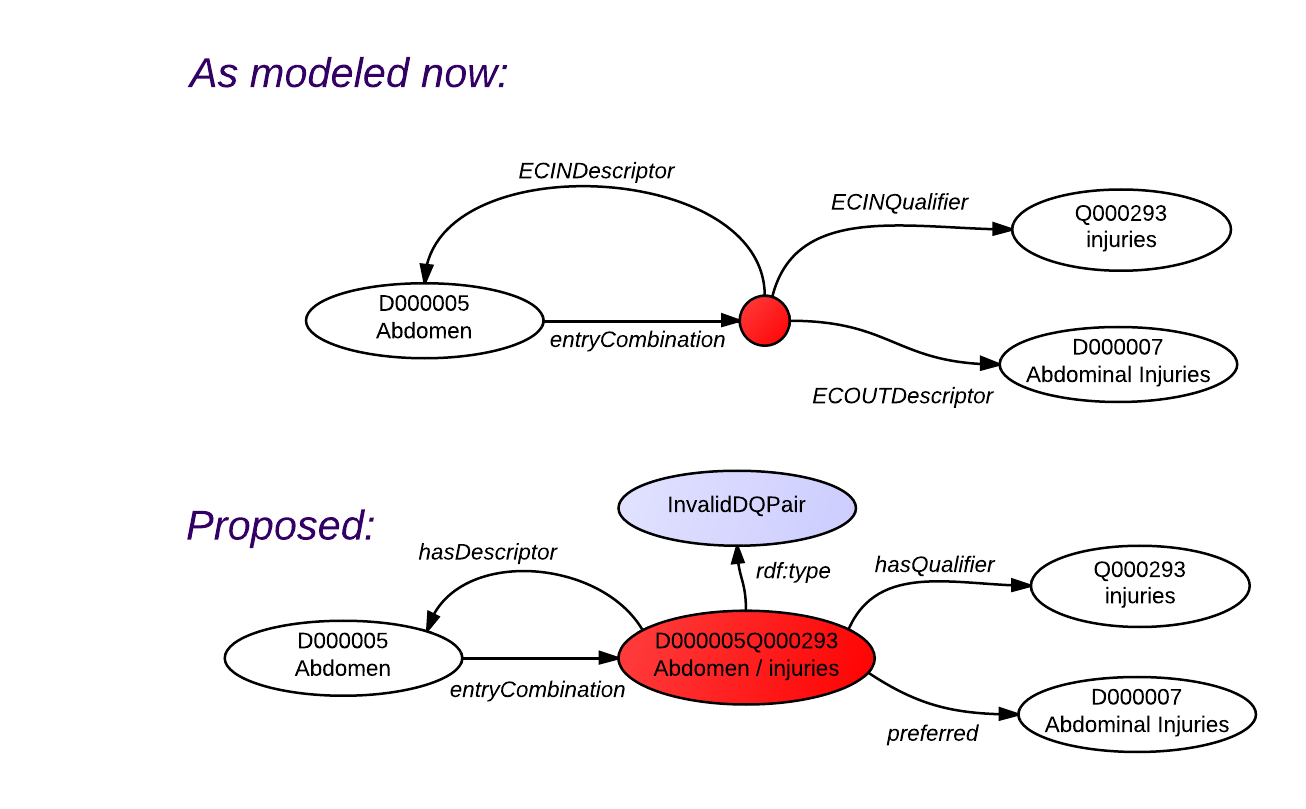 As modeled now:
ECINDescriptor
ECINQualifier
Q000293
injuries
D000005
Abdomen
entryCombination
D000007
Abdominal Injuries
ECOUTDescriptor
InvalidDQPair
Proposed:
hasDescriptor
rdf:type
hasQualifier
Q000293
injuries
D000005
Abdomen
D000005Q000293
Abdomen / injuries
entryCombination
D000007
Abdominal Injuries
preferred